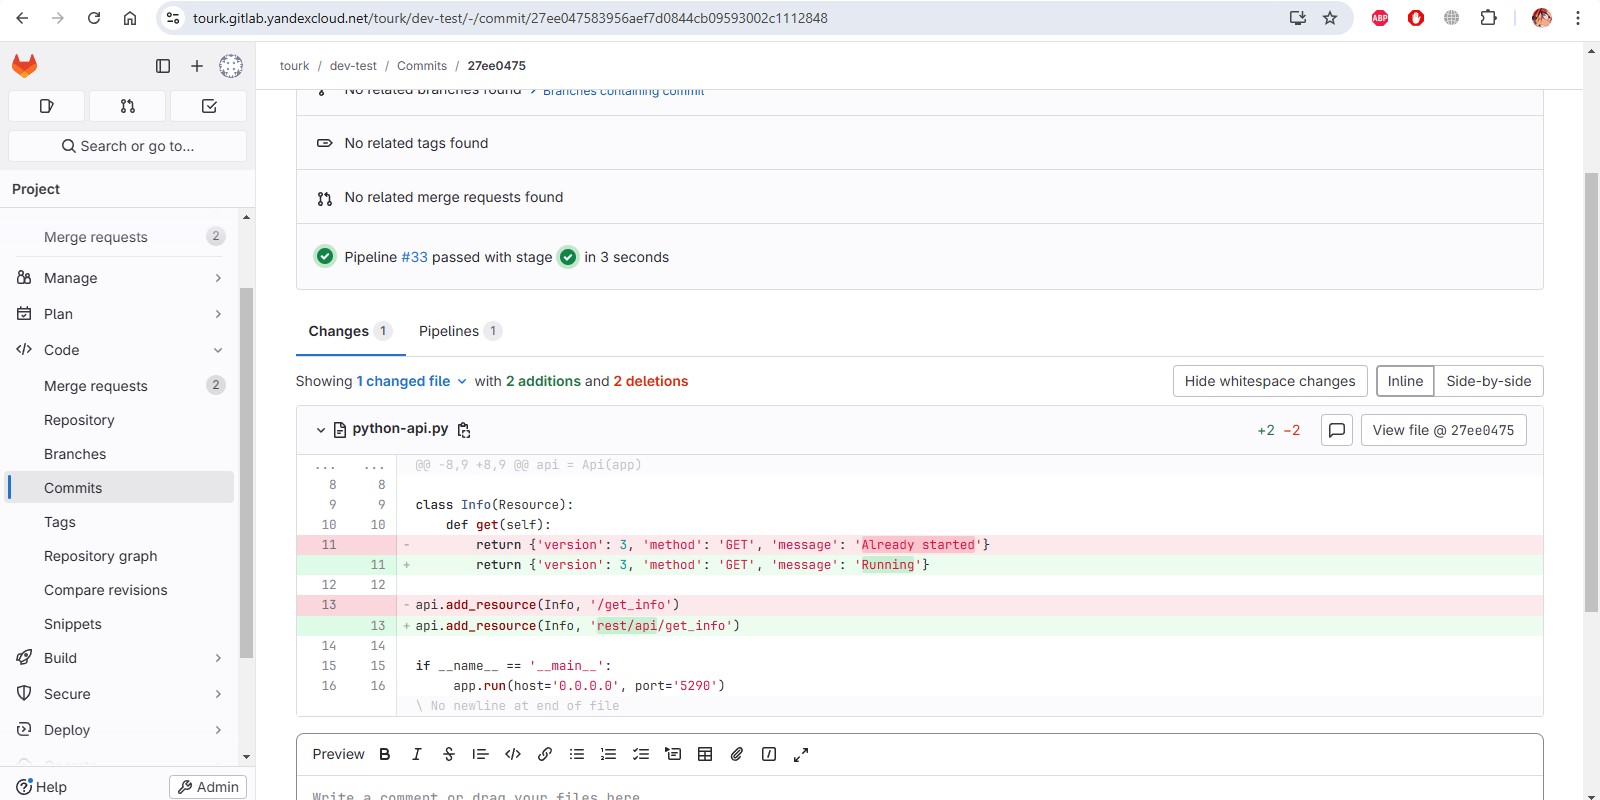 tourk.gitlab.yandexcloud.net/tourk/dev-test/-/commit/27ee047583956aef7d0844cb09593002c1112848
ABP
tourk / dev-test / Commits / 27ee0475
Search or go to...
Project
Merge requests 2
Manage
Plan
Code
Merge requests 2
Repository
Branches
Commits
Tags
Repository graph
Compare revisions
Snippets
Build
Secure
Deploy
Help
Admin
No related branches found Branches containing commit
No related tags found
No related merge requests found
Pipeline #33 passed with stage in 3 seconds
Changes 1 Pipelines 1
Showing 1 changed file with 2 additions and 2 deletions
Hide whitespace changes Inline Side-by-side
python-api.py +2 −2 View file @ 27ee0475
... ... @@ -8,9 +8,9 @@ api = Api(app)
8 8
9 9 class Info(Resource):
10 10 def get(self):
11 - return {'version': 3, 'method': 'GET', 'message': 'Already started'}
11 + return {'version': 3, 'method': 'GET', 'message': 'Running'}
12 12
13 - api.add_resource(Info, '/get_info')
13 + api.add_resource(Info, 'rest/api/get_info')
14 14
15 15 if __name__ == '__main__':
16 16 app.run(host='0.0.0.0', port='5290')
\ No newline at end of file
Preview
Write a comment or drag your files here